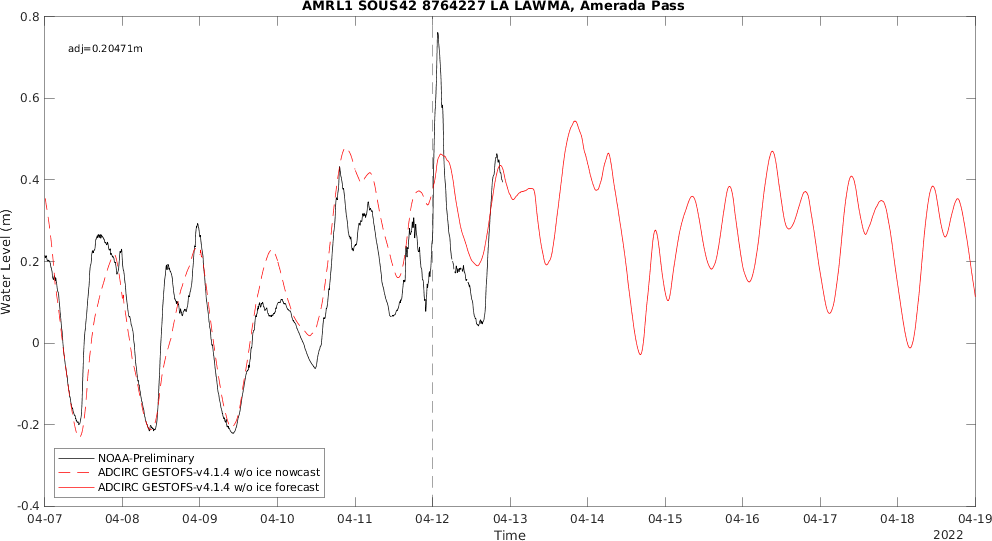 AMRL1 SOUS42 8764227 LA LAWMA, Amerada Pass
adj=0.20471m
Water Level (m)
0.8
0.6
0.4
0.2
0
-0.2
-0.4
NOAA-Preliminary
ADCIRC GESTOFS-v4.1.4 w/o ice nowcast
ADCIRC GESTOFS-v4.1.4 w/o ice forecast
04-07 04-08 04-09 04-10 04-11 04-12 04-13 04-14 04-15 04-16 04-17 04-18 04-19
Time
2022